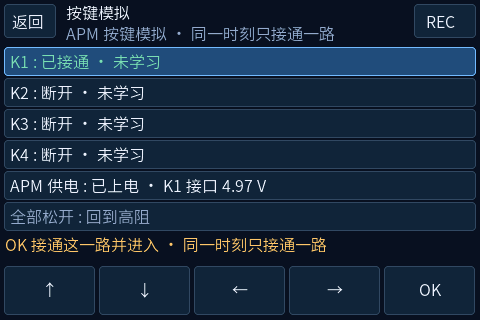 返回
按键模拟
APM 按键模拟 · 同一时刻只接通一路
REC
K1 : 已接通 · 未学习
K2 : 断开 · 未学习
K3 : 断开 · 未学习
K4 : 断开 · 未学习
APM 供电 : 已上电 · K1 接口 4.97 V
全部松开 : 回到高阻
OK 接通这一路并进入 · 同一时刻只接通一路
↑ ↓ ← → OK